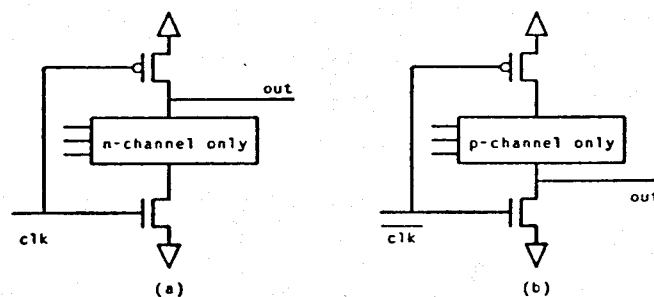 out
n-channel only
clk
(a)
p-channel only
out
clk
(b)